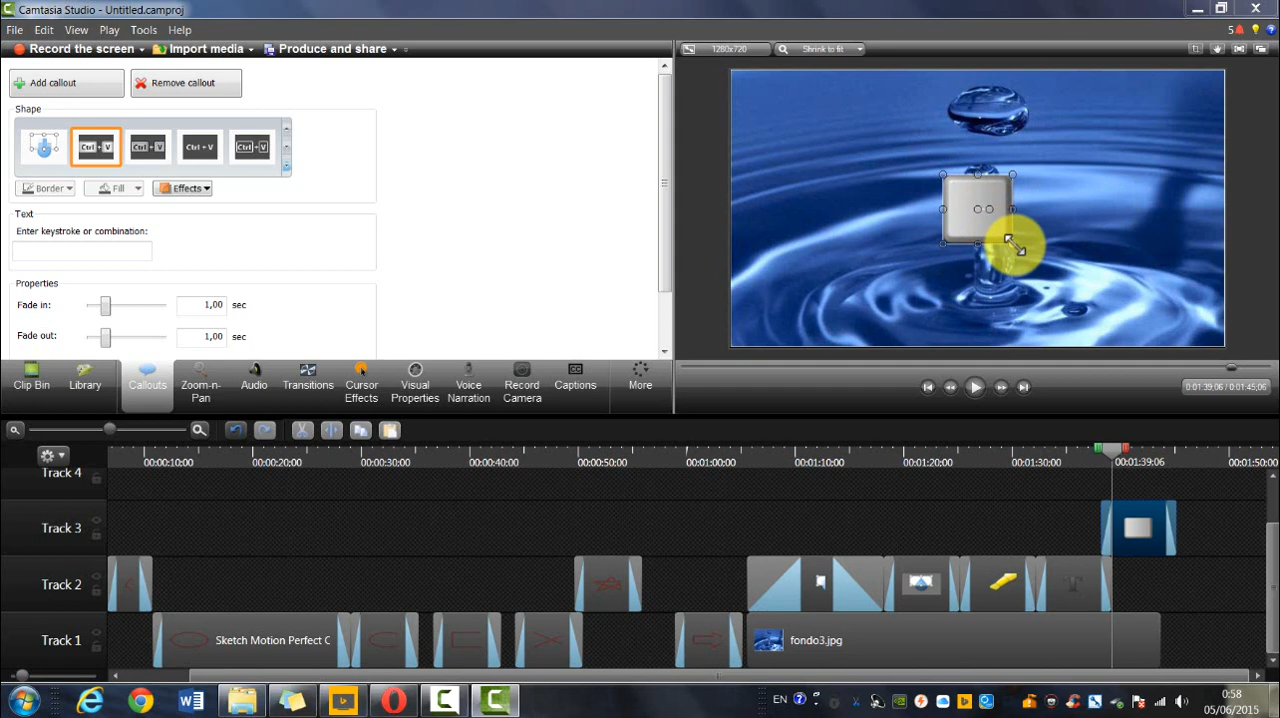 Camtasia Studio - Untitled.camproj
File Edit View Play Tools Help
5
Record the screen Import media Produce and share
1280x720 Shrink to fit
Add callout Remove callout
Shape
Ctrl + V Ctrl + V Ctrl + V Ctrl + V
Border Fill Effects
Text
Enter keystroke or combination:
Properties
Fade in: 1,00 sec
Fade out: 1,00 sec
Clip Bin Library Callouts Zoom-n-Pan Audio Transitions Cursor Effects Visual Properties Voice Narration Record Camera Captions More
0:01:39;06 / 0:01:45;06
00:00:10;00 00:00:20;00 00:00:30;00 00:00:40;00 00:00:50;00 00:01:00;00 00:01:10;00 00:01:20;00 00:01:30;00 00:01:39;06 00:01:50;00
Track 4
Track 3
Track 2
Track 1 Sketch Motion Perfect C fondo3.jpg
EN 0:58
05/06/2015